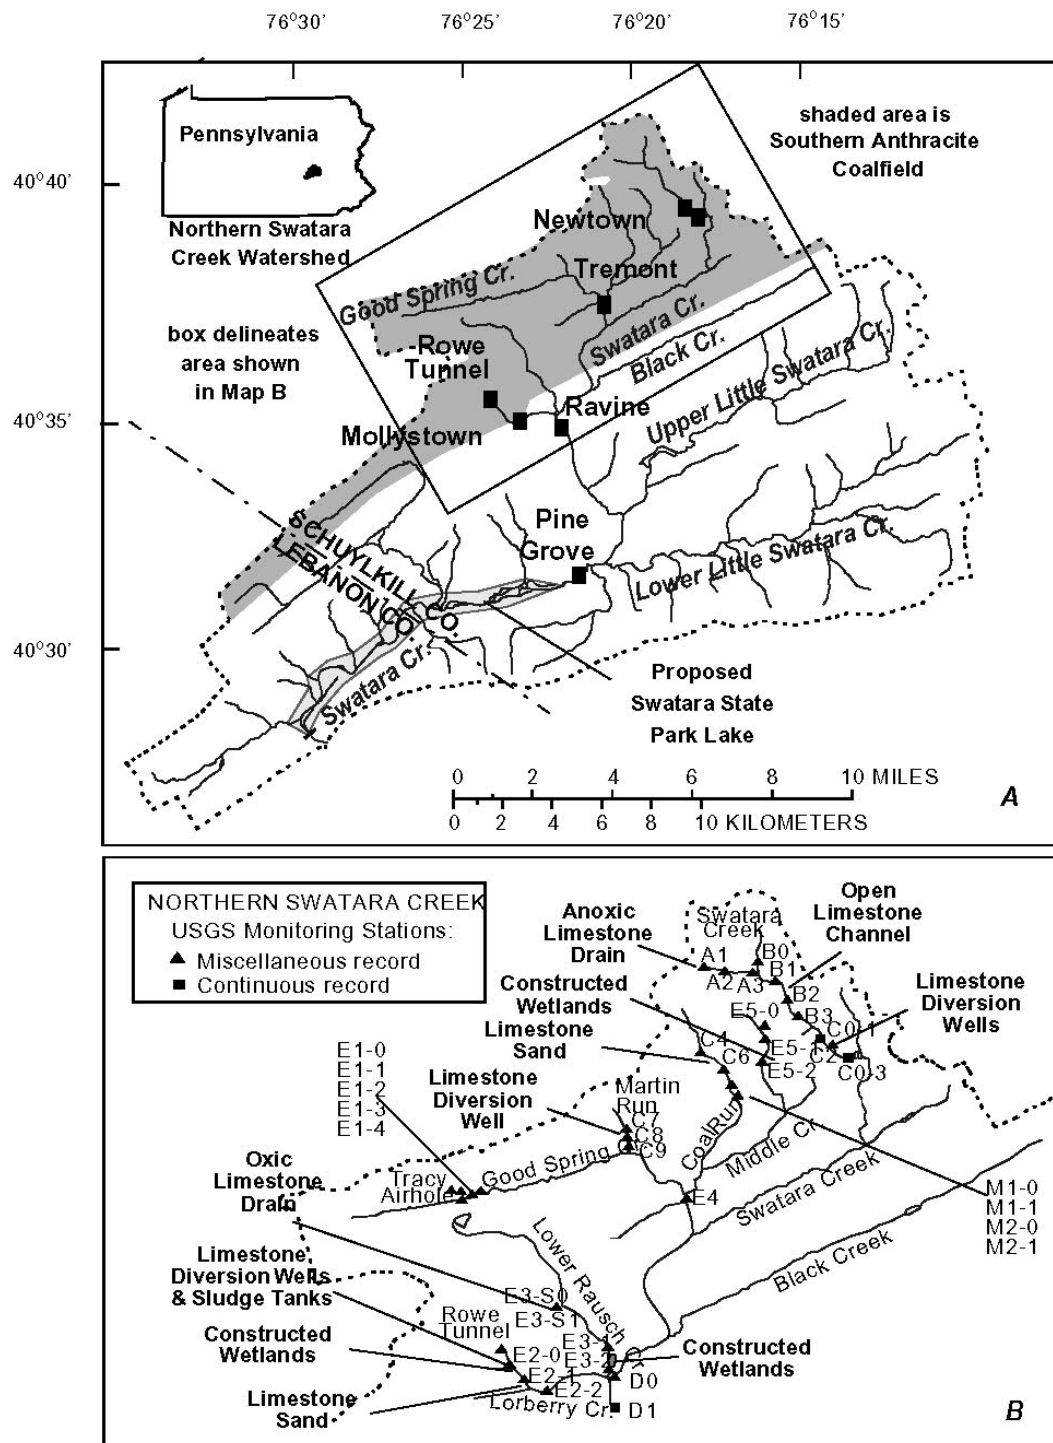 76°30' 76°25' 76°20' 76°15'
Pennsylvania
Northern Swatara
Creek Watershed
shaded area is
Southern Anthracite
Coalfield
40°40'
40°35'
40°30'
box delineates
area shown
in Map B
Newtown
Tremont
Good Spring Cr.
Swatara Cr.
Black Cr.
Rowe
Tunnel
Ravine
Mollystown
Upper Little Swatara Cr.
Pine
Grove
Lower Little Swatara Cr.
SCHUYLKILL CO.
LEBANON CO.
Swatara Cr.
Proposed
Swatara State
Park Lake
0 2 4 6 8 10 MILES
0 2 4 6 8 10 KILOMETERS
A
NORTHERN SWATARA CREEK
USGS Monitoring Stations:
Miscellaneous record
Continuous record
Anoxic
Limestone
Drain
Swatara
Creek
Open
Limestone
Channel
A1
A2
A3
B0
B1
B2
B3
Constructed
Wetlands
Limestone
Diversion
Wells
C0-1
C2
C0-3
E5-0
E5-1
E5-2
Limestone
Sand
C4
C6
E1-0
E1-1
E1-2
E1-3
E1-4
Limestone
Diversion
Well
Martin
Run
C7
C8
C9
Coal Run
Middle Cr
Good Spring C
Oxic
Limestone
Drain
Tracy
Airhole
E4
Swatara Creek
M1-0
M1-1
M2-0
M2-1
Black Creek
Lower Rausch Cr
Limestone
Diversion Wells
& Sludge Tanks
E3-S0
E3-S1
Rowe
Tunnel
E3-1
E3-2
Constructed
Wetlands
E2-0
E2-1
E2-2
Constructed
Wetlands
D0
Limestone
Sand
Lorberry Cr.
D1
B